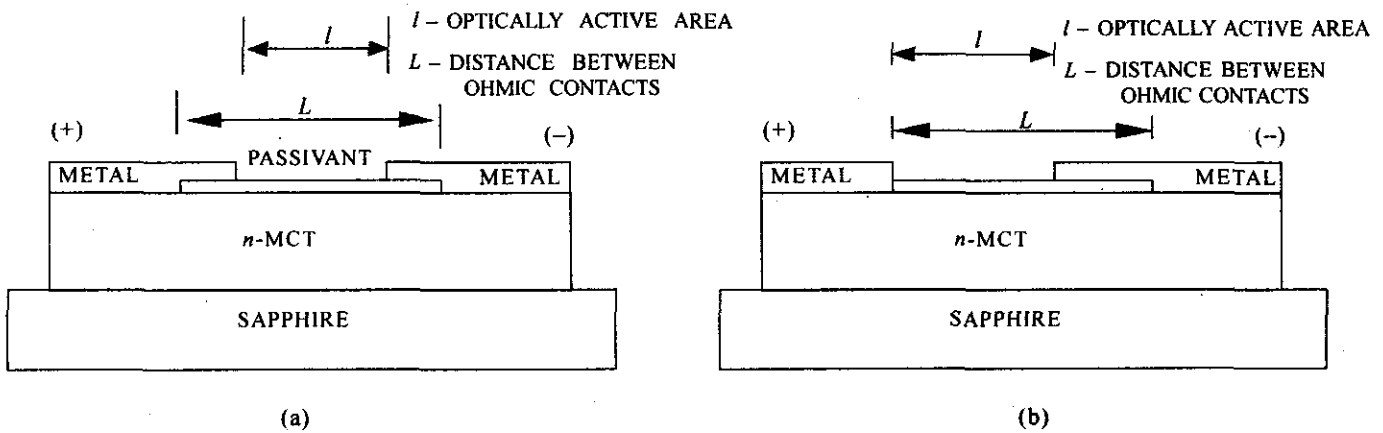 l – OPTICALLY ACTIVE AREA
l
L – DISTANCE BETWEEN
OHMIC CONTACTS
L
(+)
(–)
PASSIVANT
METAL
METAL
n-MCT
SAPPHIRE
(a)
l – OPTICALLY ACTIVE AREA
l
L – DISTANCE BETWEEN
OHMIC CONTACTS
L
(+)
(--)
METAL
METAL
n-MCT
SAPPHIRE
(b)